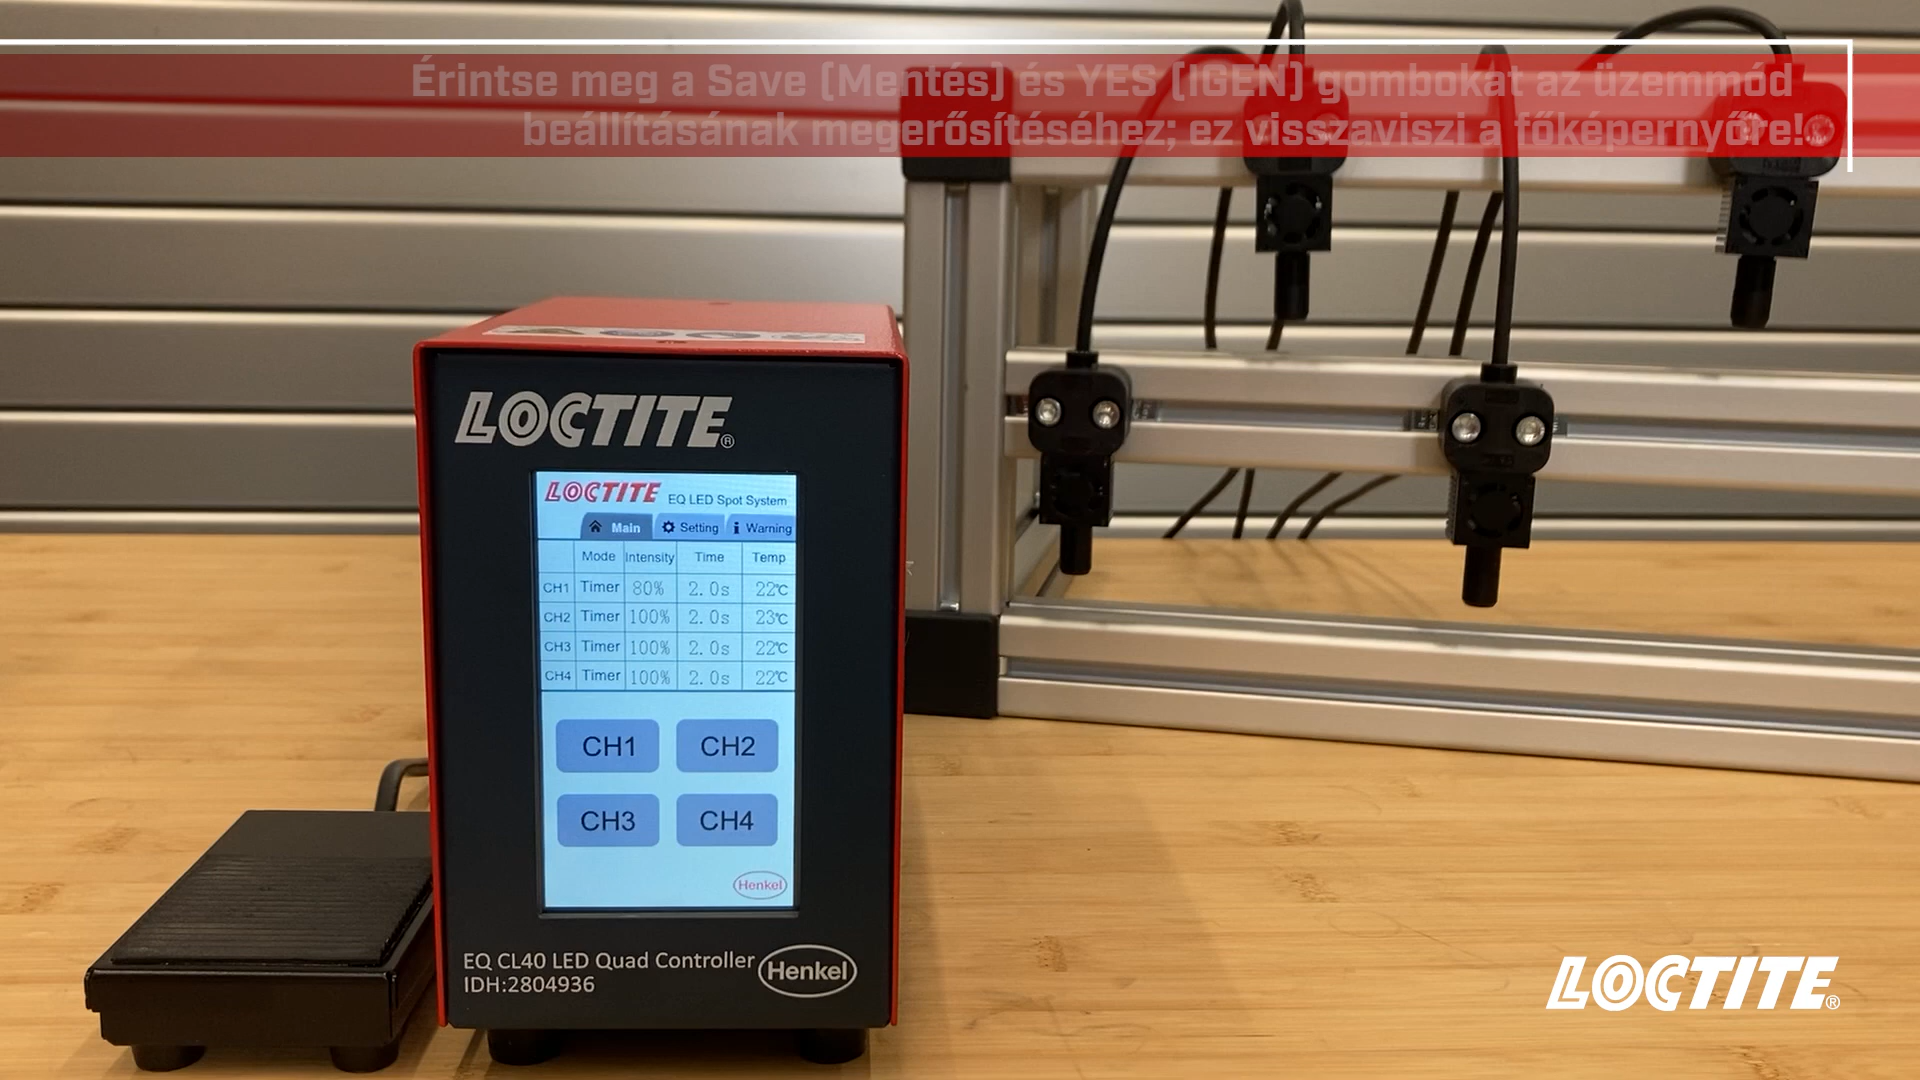 Érintse meg a Save (Mentés) és YES (IGEN) gombokat az üzemmód
beállításának megerősítéséhez; ez visszaviszi a főképernyőre!
LOCTITE®
LOCTITE EQ LED Spot System
Main Setting Warning
Mode Intensity Time Temp
CH1 Timer 80% 2.0s 22℃
CH2 Timer 100% 2.0s 23℃
CH3 Timer 100% 2.0s 22℃
CH4 Timer 100% 2.0s 22℃
CH1 CH2
CH3 CH4
Henkel
EQ CL40 LED Quad Controller
IDH:2804936
Henkel
LOCTITE®